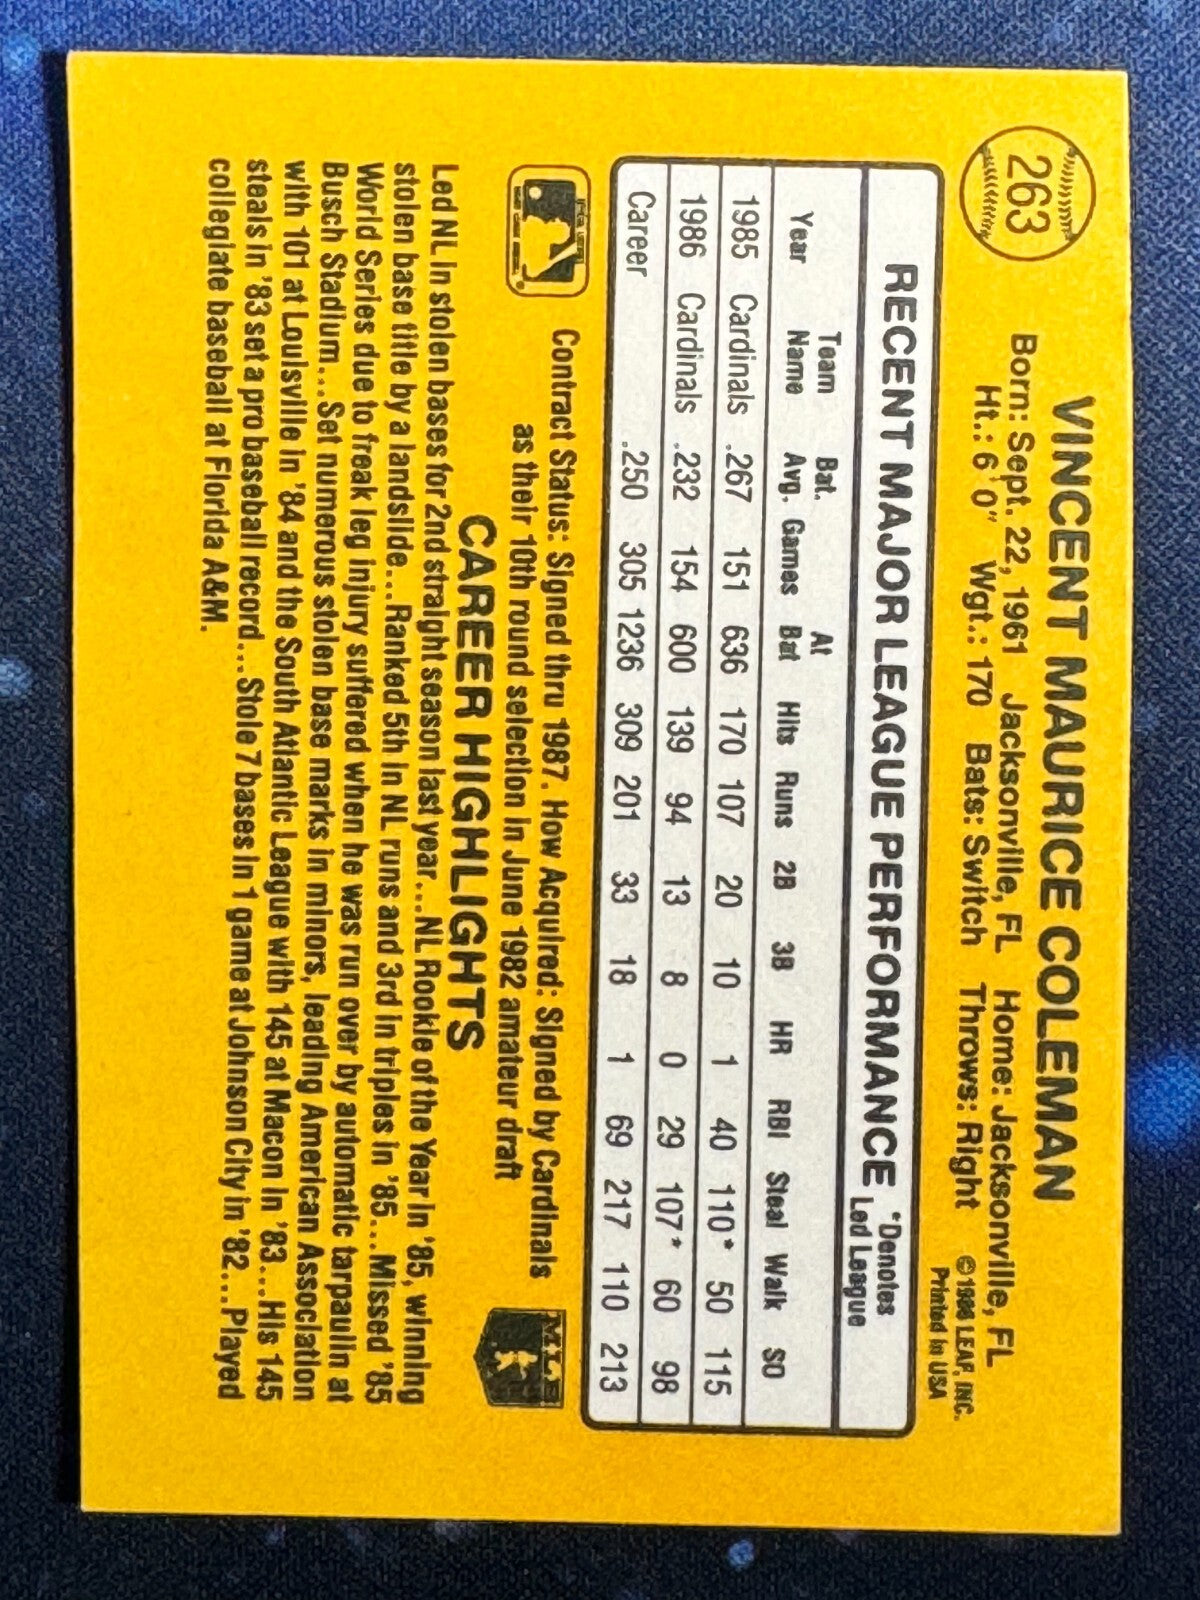 263
VINCENT MAURICE COLEMAN
Born: Sept. 22, 1961 Jacksonville, FL Home: Jacksonville, FL
Ht.: 6'0" Wgt.: 170 Bats: Switch Throws: Right
©1986 LEAF, INC.
Printed in USA
RECENT MAJOR LEAGUE PERFORMANCE *Denotes Led League
Year Team Name Bat. Avg. Games At Bat Hits Runs 2B 3B HR RBI Steal Walk SO
1985 Cardinals .267 151 636 170 107 20 10 1 40 110* 50 115
1986 Cardinals .232 154 600 139 94 13 8 0 29 107* 60 98
Career .250 305 1236 309 201 33 18 1 69 217 110 213
Contract Status: Signed thru 1987. How Acquired: Signed by Cardinals
as their 10th round selection in June 1982 amateur draft
MLB
CAREER HIGHLIGHTS
Led NL in stolen bases for 2nd straight season last year...NL Rookie of the Year in '85, winning
stolen base title by a landslide...Ranked 5th in NL runs and 3rd in triples in '85...Missed '85
World Series due to freak leg injury suffered when he was run over by automatic tarpaulin at
Busch Stadium...Set numerous stolen base marks in minors, leading American Association
with 101 at Louisville in '84 and the South Atlantic League with 145 at Macon in '83...His 145
steals in '83 set a pro baseball record...Stole 7 bases in 1 game at Johnson City in '82...Played
collegiate baseball at Florida A&M.